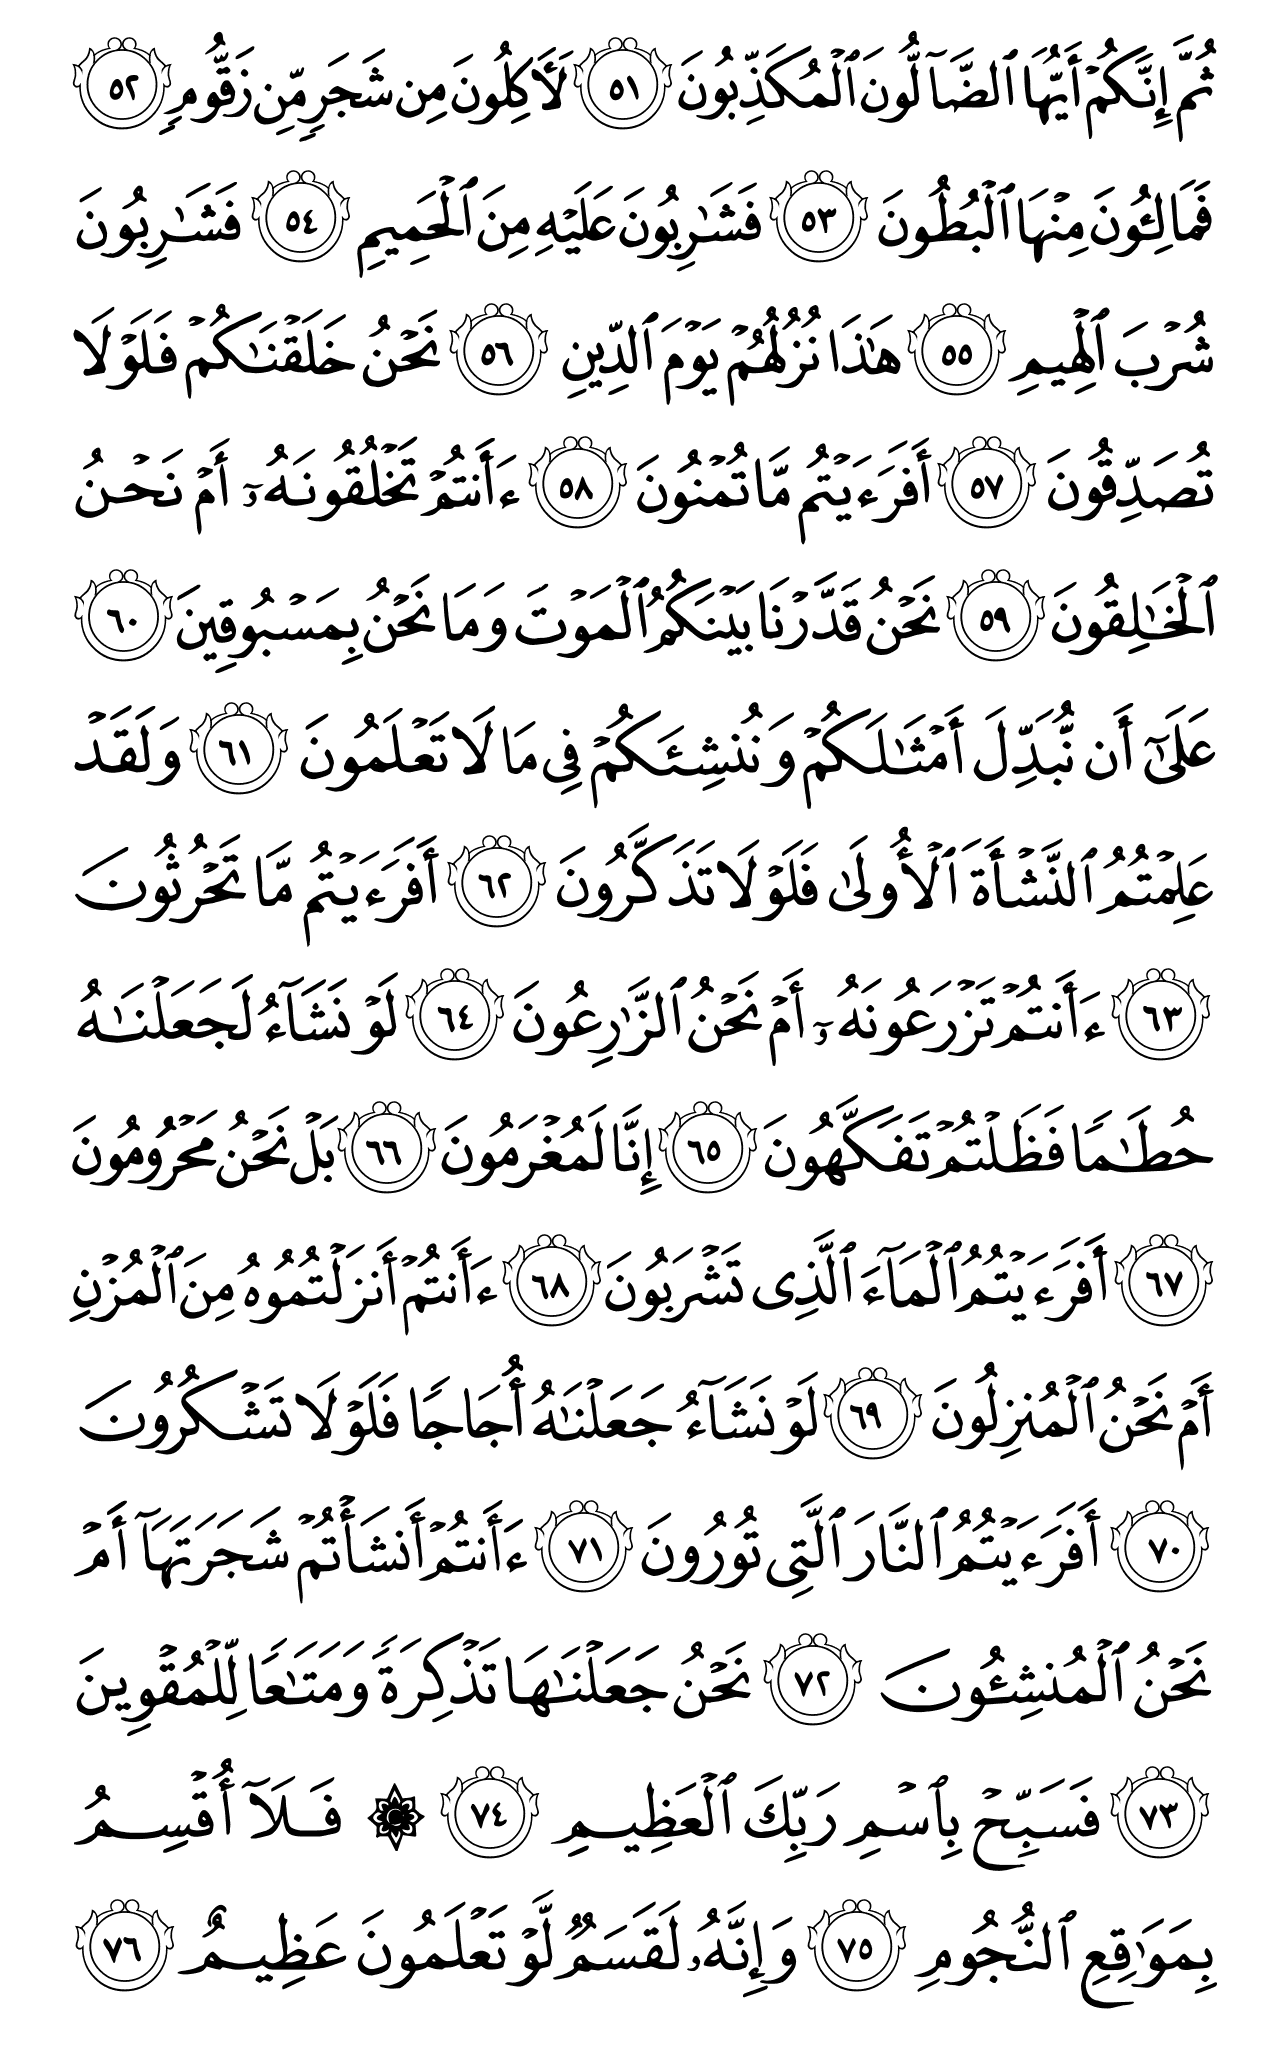 ثُمَّ إِنَّكُمْ أَيُّهَا ٱلضَّآلُّونَ ٱلْمُكَذِّبُونَ ٥١ لَـَٔاكِلُونَ مِن شَجَرٍ مِّن زَقُّومٍ ٥٢
فَمَالِـُٔونَ مِنْهَا ٱلْبُطُونَ ٥٣ فَشَـٰرِبُونَ عَلَيْهِ مِنَ ٱلْحَمِيمِ ٥٤ فَشَـٰرِبُونَ
شُرْبَ ٱلْهِيمِ ٥٥ هَـٰذَا نُزُلُهُمْ يَوْمَ ٱلدِّينِ ٥٦ نَحْنُ خَلَقْنَـٰكُمْ فَلَوْلَا
تُصَدِّقُونَ ٥٧ أَفَرَءَيْتُم مَّا تُمْنُونَ ٥٨ ءَأَنتُمْ تَخْلُقُونَهُۥٓ أَمْ نَحْنُ
ٱلْخَـٰلِقُونَ ٥٩ نَحْنُ قَدَّرْنَا بَيْنَكُمُ ٱلْمَوْتَ وَمَا نَحْنُ بِمَسْبُوقِينَ ٦٠
عَلَىٰٓ أَن نُّبَدِّلَ أَمْثَـٰلَكُمْ وَنُنشِئَكُمْ فِى مَا لَا تَعْلَمُونَ ٦١ وَلَقَدْ
عَلِمْتُمُ ٱلنَّشْأَةَ ٱلْأُولَىٰ فَلَوْلَا تَذَكَّرُونَ ٦٢ أَفَرَءَيْتُم مَّا تَحْرُثُونَ
٦٣ ءَأَنتُمْ تَزْرَعُونَهُۥٓ أَمْ نَحْنُ ٱلزَّٰرِعُونَ ٦٤ لَوْ نَشَآءُ لَجَعَلْنَـٰهُ
حُطَـٰمًا فَظَلْتُمْ تَفَكَّهُونَ ٦٥ إِنَّا لَمُغْرَمُونَ ٦٦ بَلْ نَحْنُ مَحْرُومُونَ
٦٧ أَفَرَءَيْتُمُ ٱلْمَآءَ ٱلَّذِى تَشْرَبُونَ ٦٨ ءَأَنتُمْ أَنزَلْتُمُوهُ مِنَ ٱلْمُزْنِ
أَمْ نَحْنُ ٱلْمُنزِلُونَ ٦٩ لَوْ نَشَآءُ جَعَلْنَـٰهُ أُجَاجًا فَلَوْلَا تَشْكُرُونَ
٧٠ أَفَرَءَيْتُمُ ٱلنَّارَ ٱلَّتِى تُورُونَ ٧١ ءَأَنتُمْ أَنشَأْتُمْ شَجَرَتَهَآ أَمْ
نَحْنُ ٱلْمُنشِـُٔونَ ٧٢ نَحْنُ جَعَلْنَـٰهَا تَذْكِرَةً وَمَتَـٰعًا لِّلْمُقْوِينَ
٧٣ فَسَبِّحْ بِٱسْمِ رَبِّكَ ٱلْعَظِيمِ ٧٤ ۞ فَلَآ أُقْسِمُ
بِمَوَٰقِعِ ٱلنُّجُومِ ٧٥ وَإِنَّهُۥ لَقَسَمٌ لَّوْ تَعْلَمُونَ عَظِيمٌ ٧٦